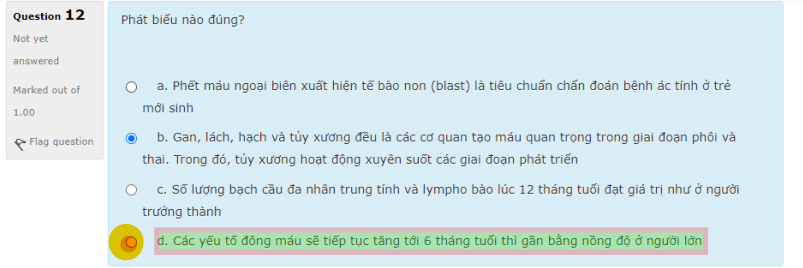 Question 12
Not yet
answered
Marked out of
1.00
Flag question
Phát biểu nào đúng?
a. Phết máu ngoại biên xuất hiện tế bào non (blast) là tiêu chuẩn chẩn đoán bệnh ác tính ở trẻ
mới sinh
b. Gan, lách, hạch và tủy xương đều là các cơ quan tạo máu quan trọng trong giai đoạn phôi và
thai. Trong đó, tủy xương hoạt động xuyên suốt các giai đoạn phát triển
c. Số lượng bạch cầu đa nhân trung tính và lympho bào lúc 12 tháng tuổi đạt giá trị như ở người
trưởng thành
d. Các yếu tố đông máu sẽ tiếp tục tăng tới 6 tháng tuổi thì gần bằng nồng độ ở người lớn